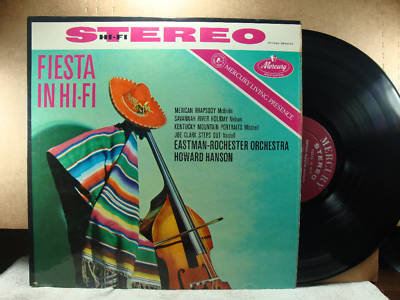 STEREO
HI-FI
FIESTA
IN HI-FI
Mercury
MERCURY LIVING PRESENCE
MEXICAN RHAPSODY McBride
SAVANNAH RIVER HOLIDAY Nelson
KENTUCKY MOUNTAIN PORTRAITS Mitchell
JOE CLARK STEPS OUT Vardell
EASTMAN-ROCHESTER ORCHESTRA
HOWARD HANSON
MERCURY
STEREO